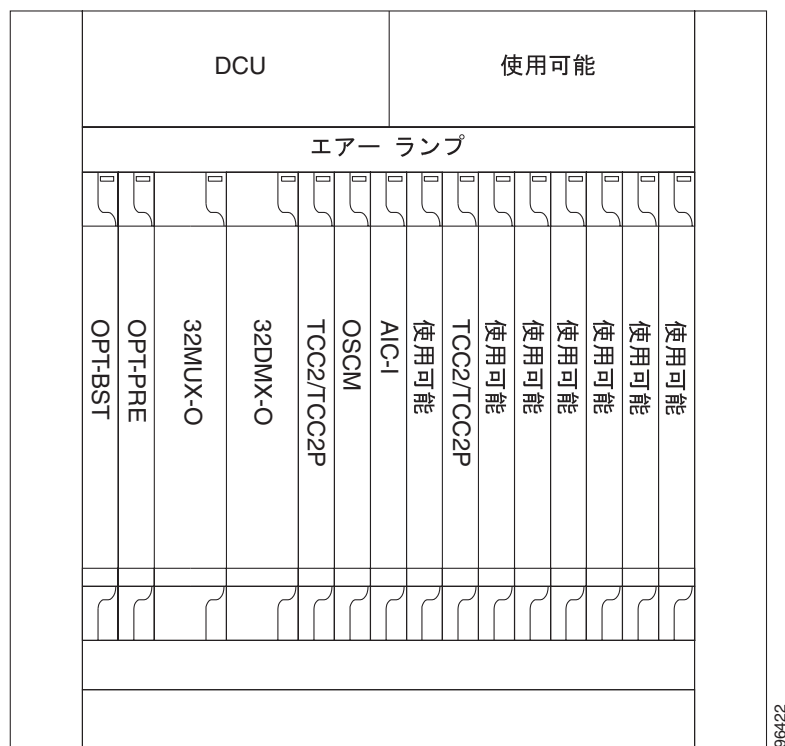 DCU
使用可能
エアー ランプ
OPT-BST
OPT-PRE
32MUX-O
32DMX-O
TCC2/TCC2P
OSCM
AIC-I
使用可能
TCC2/TCC2P
使用可能
使用可能
使用可能
使用可能
使用可能
使用可能
96422